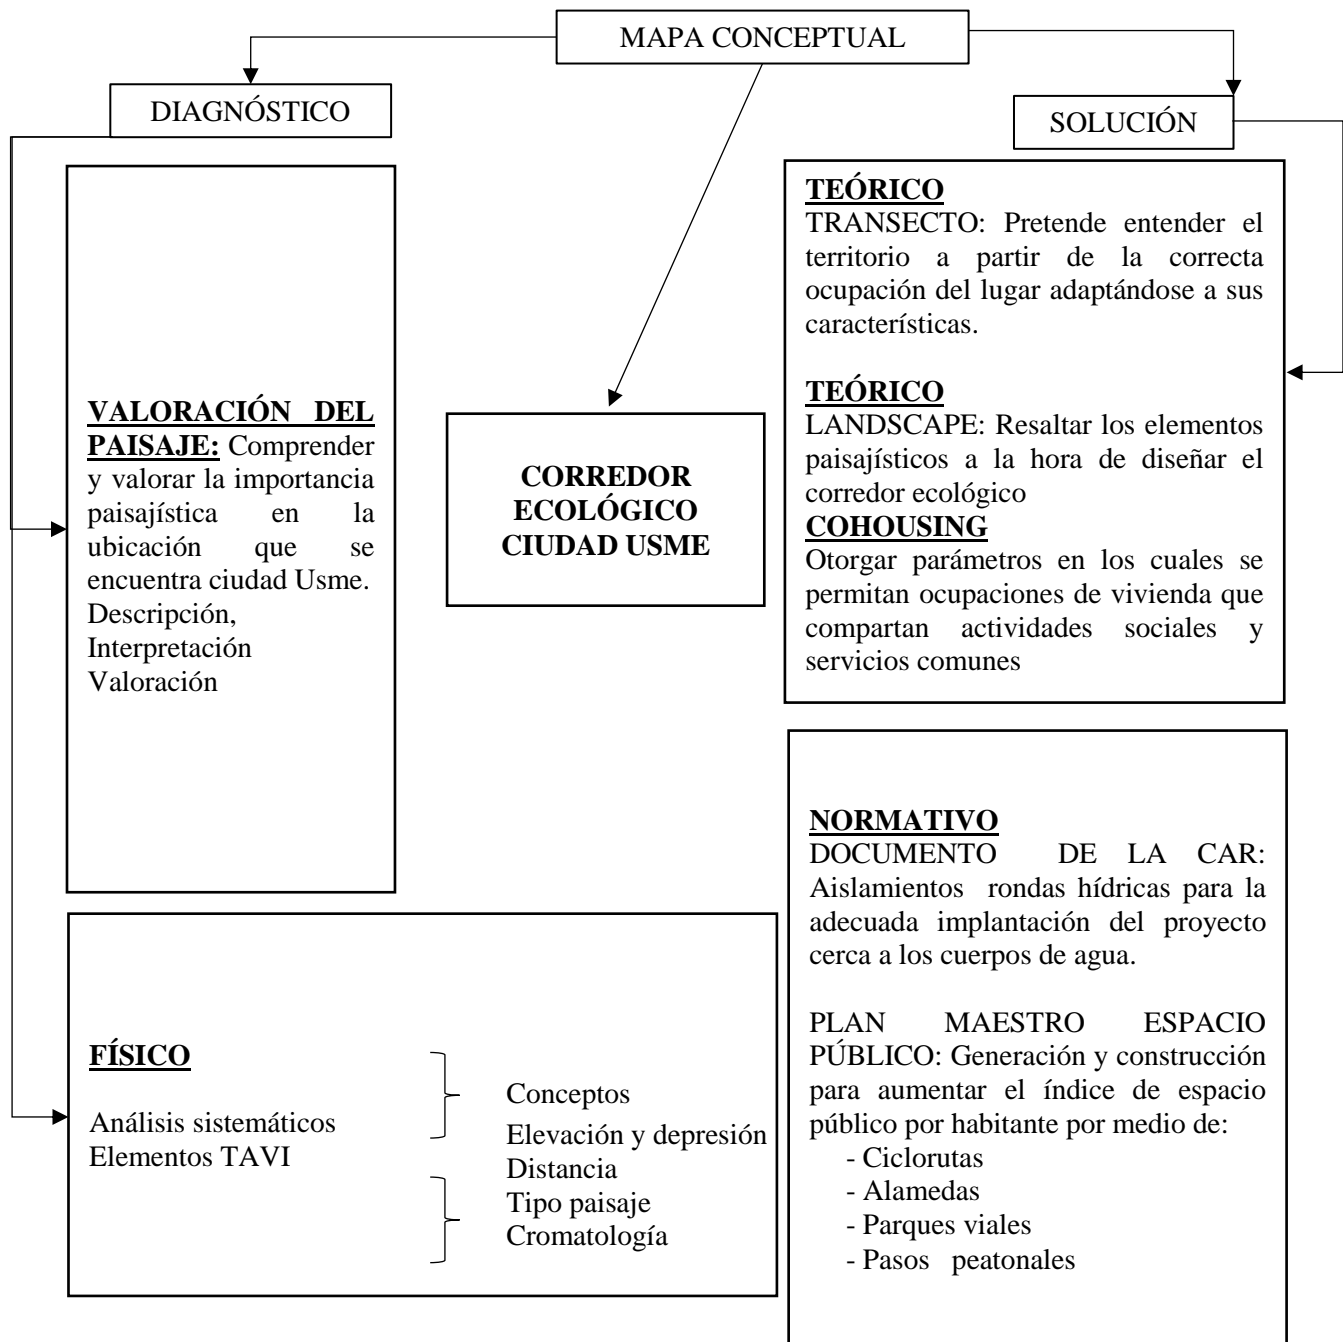 MAPA CONCEPTUAL
DIAGNÓSTICO
SOLUCIÓN
VALORACIÓN DEL
PAISAJE: Comprender
y valorar la importancia
paisajística en la
ubicación que se
encuentra ciudad Usme.
Descripción,
Interpretación
Valoración
CORREDOR
ECOLÓGICO
CIUDAD USME
TEÓRICO
TRANSECTO: Pretende entender el
territorio a partir de la correcta
ocupación del lugar adaptándose a sus
características.
TEÓRICO
LANDSCAPE: Resaltar los elementos
paisajísticos a la hora de diseñar el
corredor ecológico
COHOUSING
Otorgar parámetros en los cuales se
permitan ocupaciones de vivienda que
compartan actividades sociales y
servicios comunes
FÍSICO
Análisis sistemáticos
Elementos TAVI
Conceptos
Elevación y depresión
Distancia
Tipo paisaje
Cromatología
NORMATIVO
DOCUMENTO DE LA CAR:
Aislamientos rondas hídricas para la
adecuada implantación del proyecto
cerca a los cuerpos de agua.
PLAN MAESTRO ESPACIO
PÚBLICO: Generación y construcción
para aumentar el índice de espacio
público por habitante por medio de:
- Ciclorutas
- Alamedas
- Parques viales
- Pasos peatonales